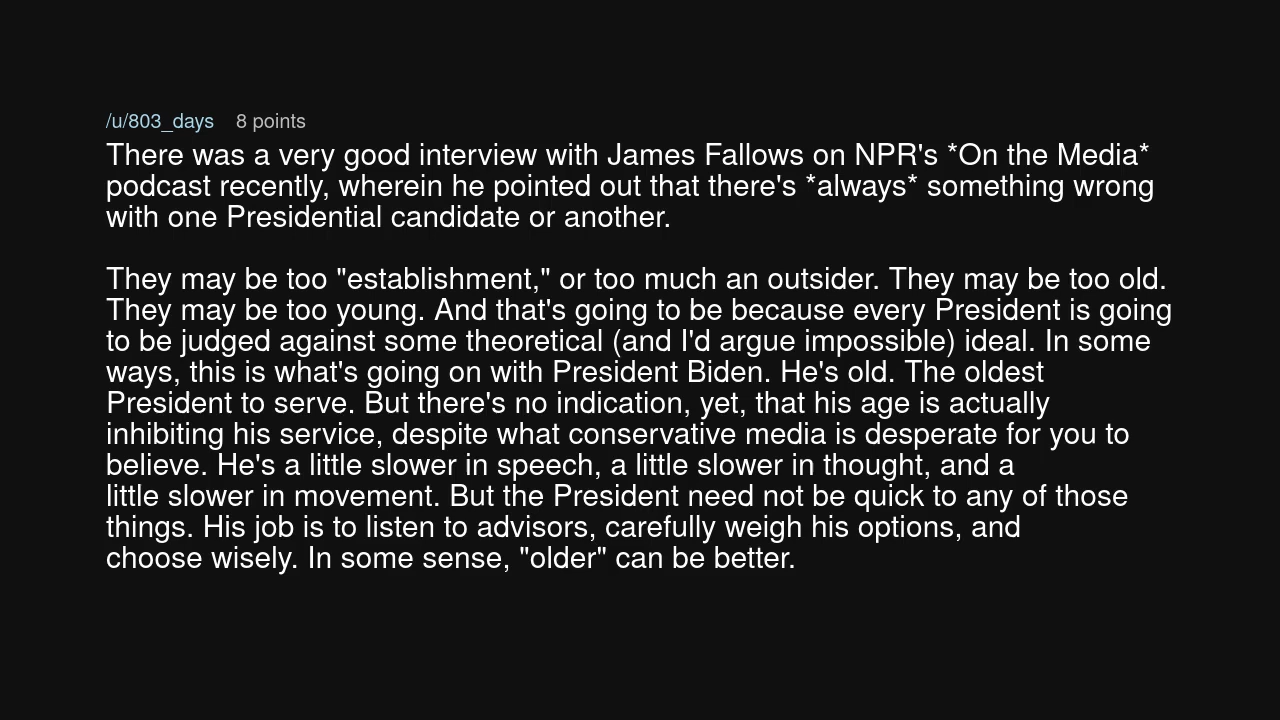 /u/803_days 8 points
There was a very good interview with James Fallows on NPR's *On the Media*
podcast recently, wherein he pointed out that there's *always* something wrong
with one Presidential candidate or another.
They may be too "establishment," or too much an outsider. They may be too old.
They may be too young. And that's going to be because every President is going
to be judged against some theoretical (and I'd argue impossible) ideal. In some
ways, this is what's going on with President Biden. He's old. The oldest
President to serve. But there's no indication, yet, that his age is actually
inhibiting his service, despite what conservative media is desperate for you to
believe. He's a little slower in speech, a little slower in thought, and a
little slower in movement. But the President need not be quick to any of those
things. His job is to listen to advisors, carefully weigh his options, and
choose wisely. In some sense, "older" can be better.